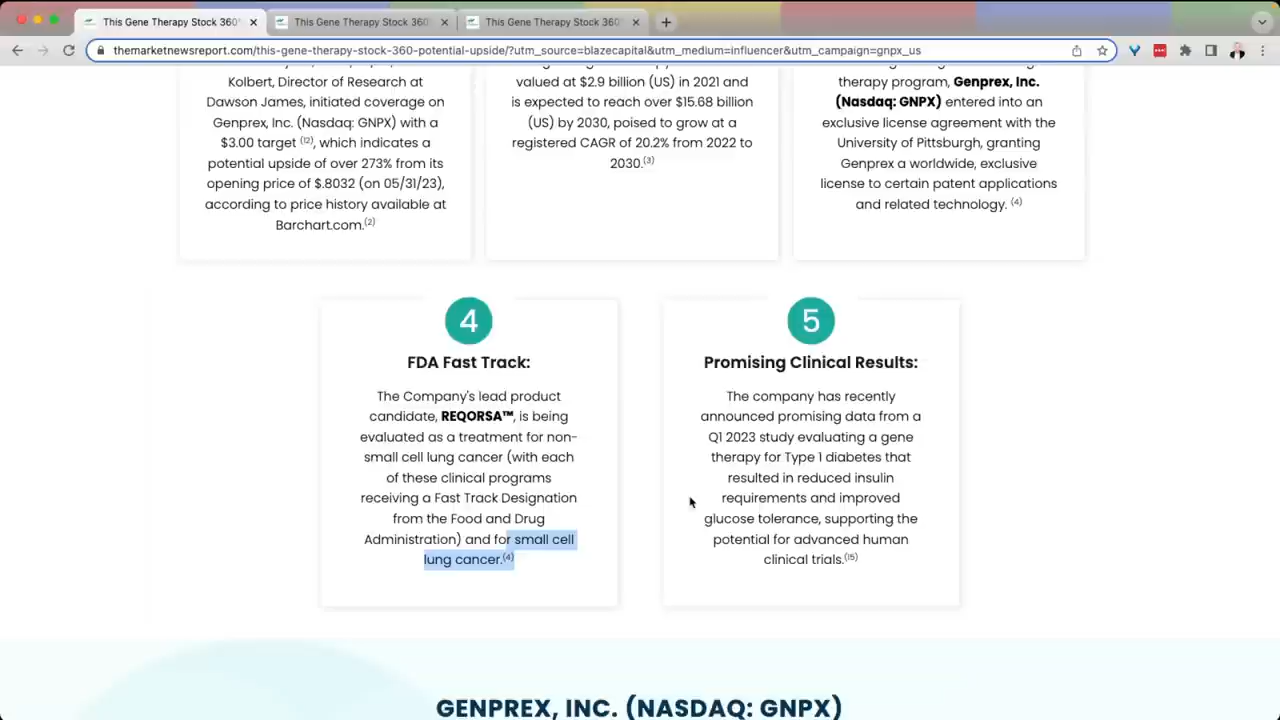 This Gene Therapy Stock 360°
This Gene Therapy Stock 360°
This Gene Therapy Stock 360°
themarketnewsreport.com/this-gene-therapy-stock-360-potential-upside/?utm_source=blazecapital&utm_medium=influencer&utm_campaign=gnpx_us
Kolbert, Director of Research at
Dawson James, initiated coverage on
Genprex, Inc. (Nasdaq: GNPX) with a
$3.00 target (12), which indicates a
potential upside of over 273% from its
opening price of $.8032 (on 05/31/23),
according to price history available at
Barchart.com.(2)
valued at $2.9 billion (US) in 2021 and
is expected to reach over $15.68 billion
(US) by 2030, poised to grow at a
registered CAGR of 20.2% from 2022 to
2030.(3)
therapy program, Genprex, Inc.
(Nasdaq: GNPX) entered into an
exclusive license agreement with the
University of Pittsburgh, granting
Genprex a worldwide, exclusive
license to certain patent applications
and related technology. (4)
4
FDA Fast Track:
The Company's lead product
candidate, REQORSA™, is being
evaluated as a treatment for non-
small cell lung cancer (with each
of these clinical programs
receiving a Fast Track Designation
from the Food and Drug
Administration) and for small cell
lung cancer.(4)
5
Promising Clinical Results:
The company has recently
announced promising data from a
Q1 2023 study evaluating a gene
therapy for Type 1 diabetes that
resulted in reduced insulin
requirements and improved
glucose tolerance, supporting the
potential for advanced human
clinical trials.(15)
GENPREX, INC. (NASDAQ: GNPX)